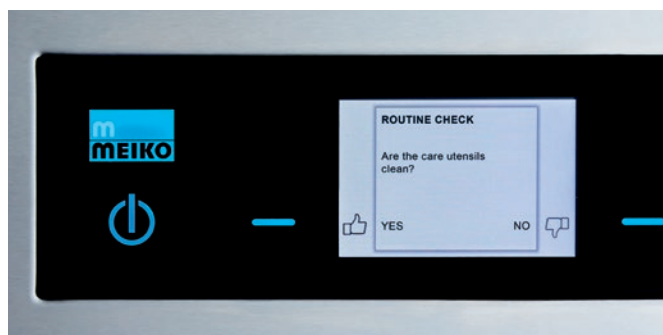 m
MEIKO
ROUTINE CHECK
Are the care utensils
clean?
YES NO